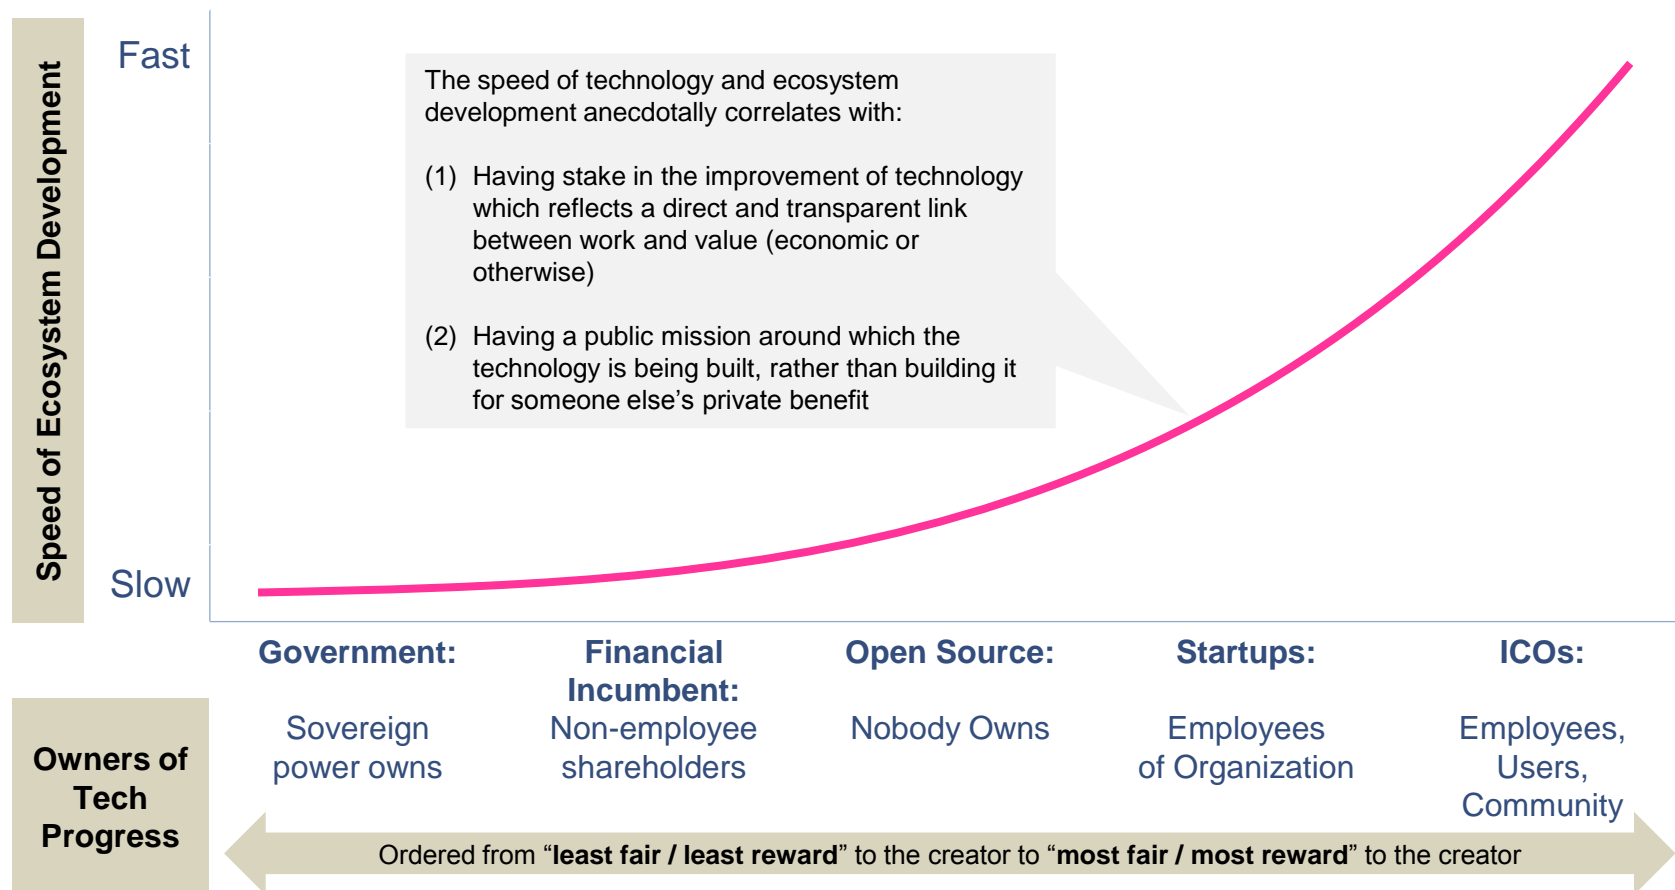 Speed of Ecosystem Development
Fast
Slow
The speed of technology and ecosystem
development anecdotally correlates with:
(1) Having stake in the improvement of technology
which reflects a direct and transparent link
between work and value (economic or
otherwise)
(2) Having a public mission around which the
technology is being built, rather than building it
for someone else’s private benefit
Government:
Sovereign
power owns
Financial
Incumbent:
Non-employee
shareholders
Open Source:
Nobody Owns
Startups:
Employees
of Organization
ICOs:
Employees,
Users,
Community
Owners of
Tech
Progress
Ordered from “least fair / least reward” to the creator to “most fair / most reward” to the creator